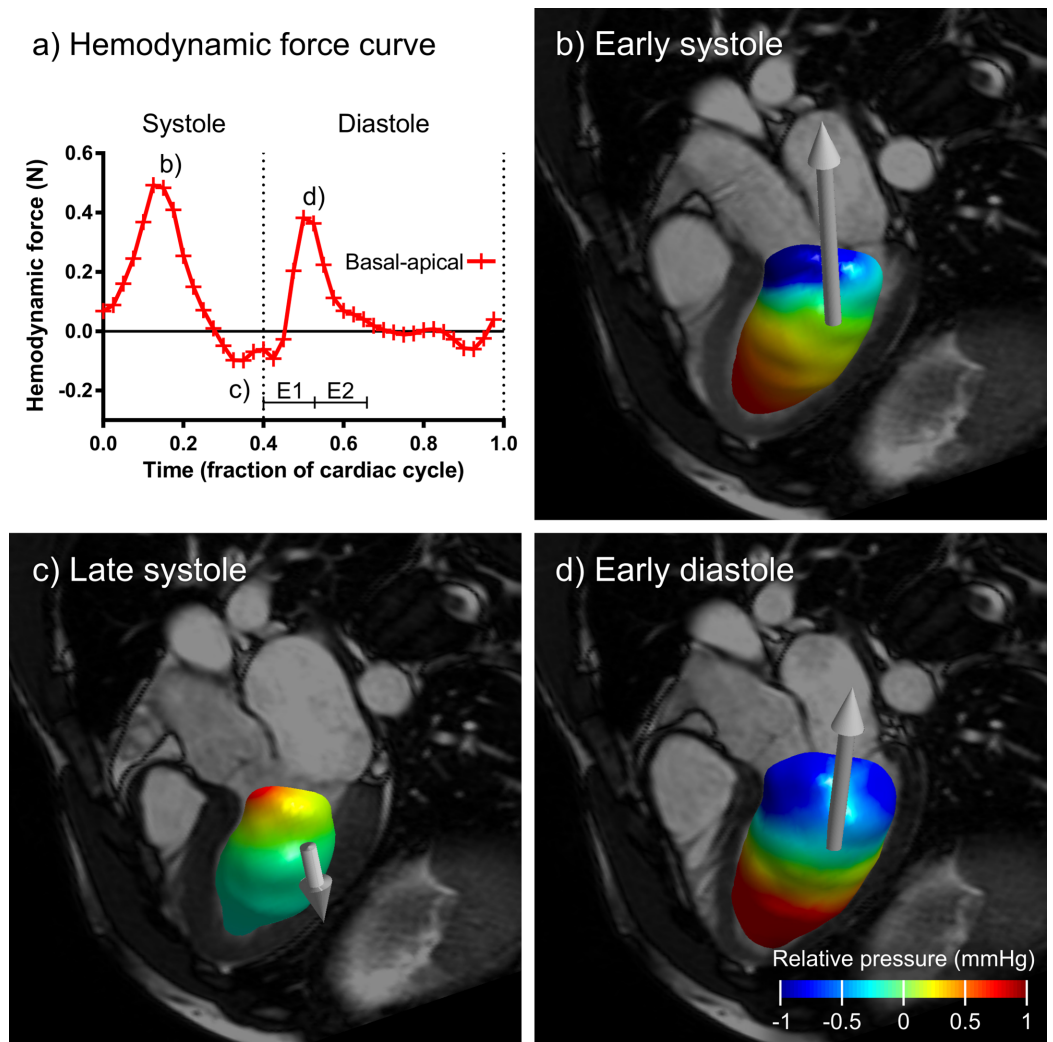 a) Hemodynamic force curve
Systole
Diastole
Hemodynamic force (N)
0.6
0.4
0.2
0.0
-0.2
b)
d)
Basal-apical
c)
E1
E2
0.0 0.2 0.4 0.6 0.8 1.0
Time (fraction of cardiac cycle)
b) Early systole
c) Late systole
d) Early diastole
Relative pressure (mmHg)
-1 -0.5 0 0.5 1